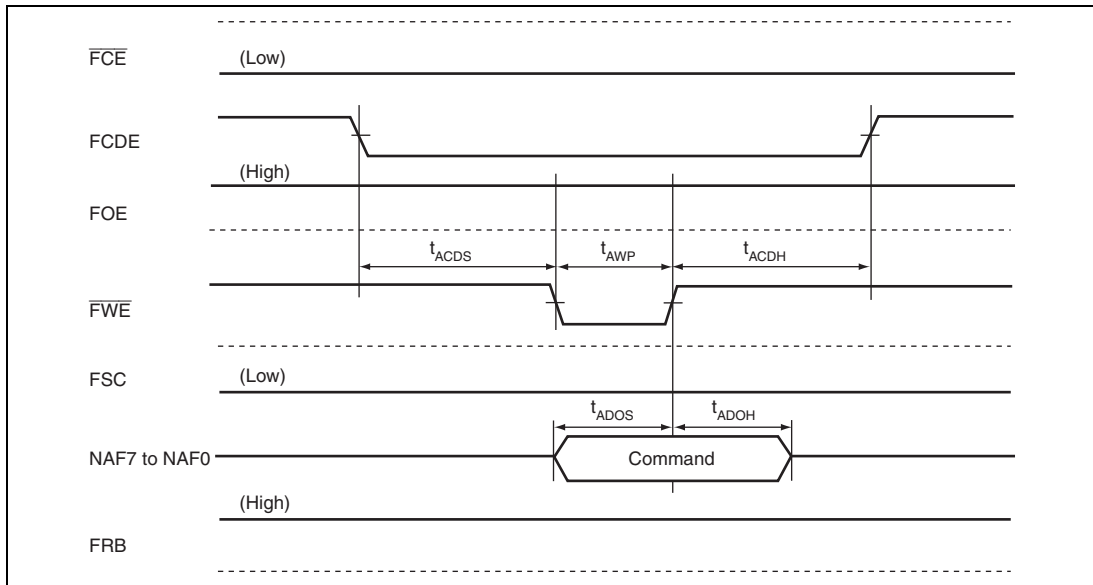 FCE (Low)
FCDE
(High)
FOE
tACDS tAWP tACDH
FWE
FSC (Low)
tADOS tADOH
NAF7 to NAF0 Command
(High)
FRB